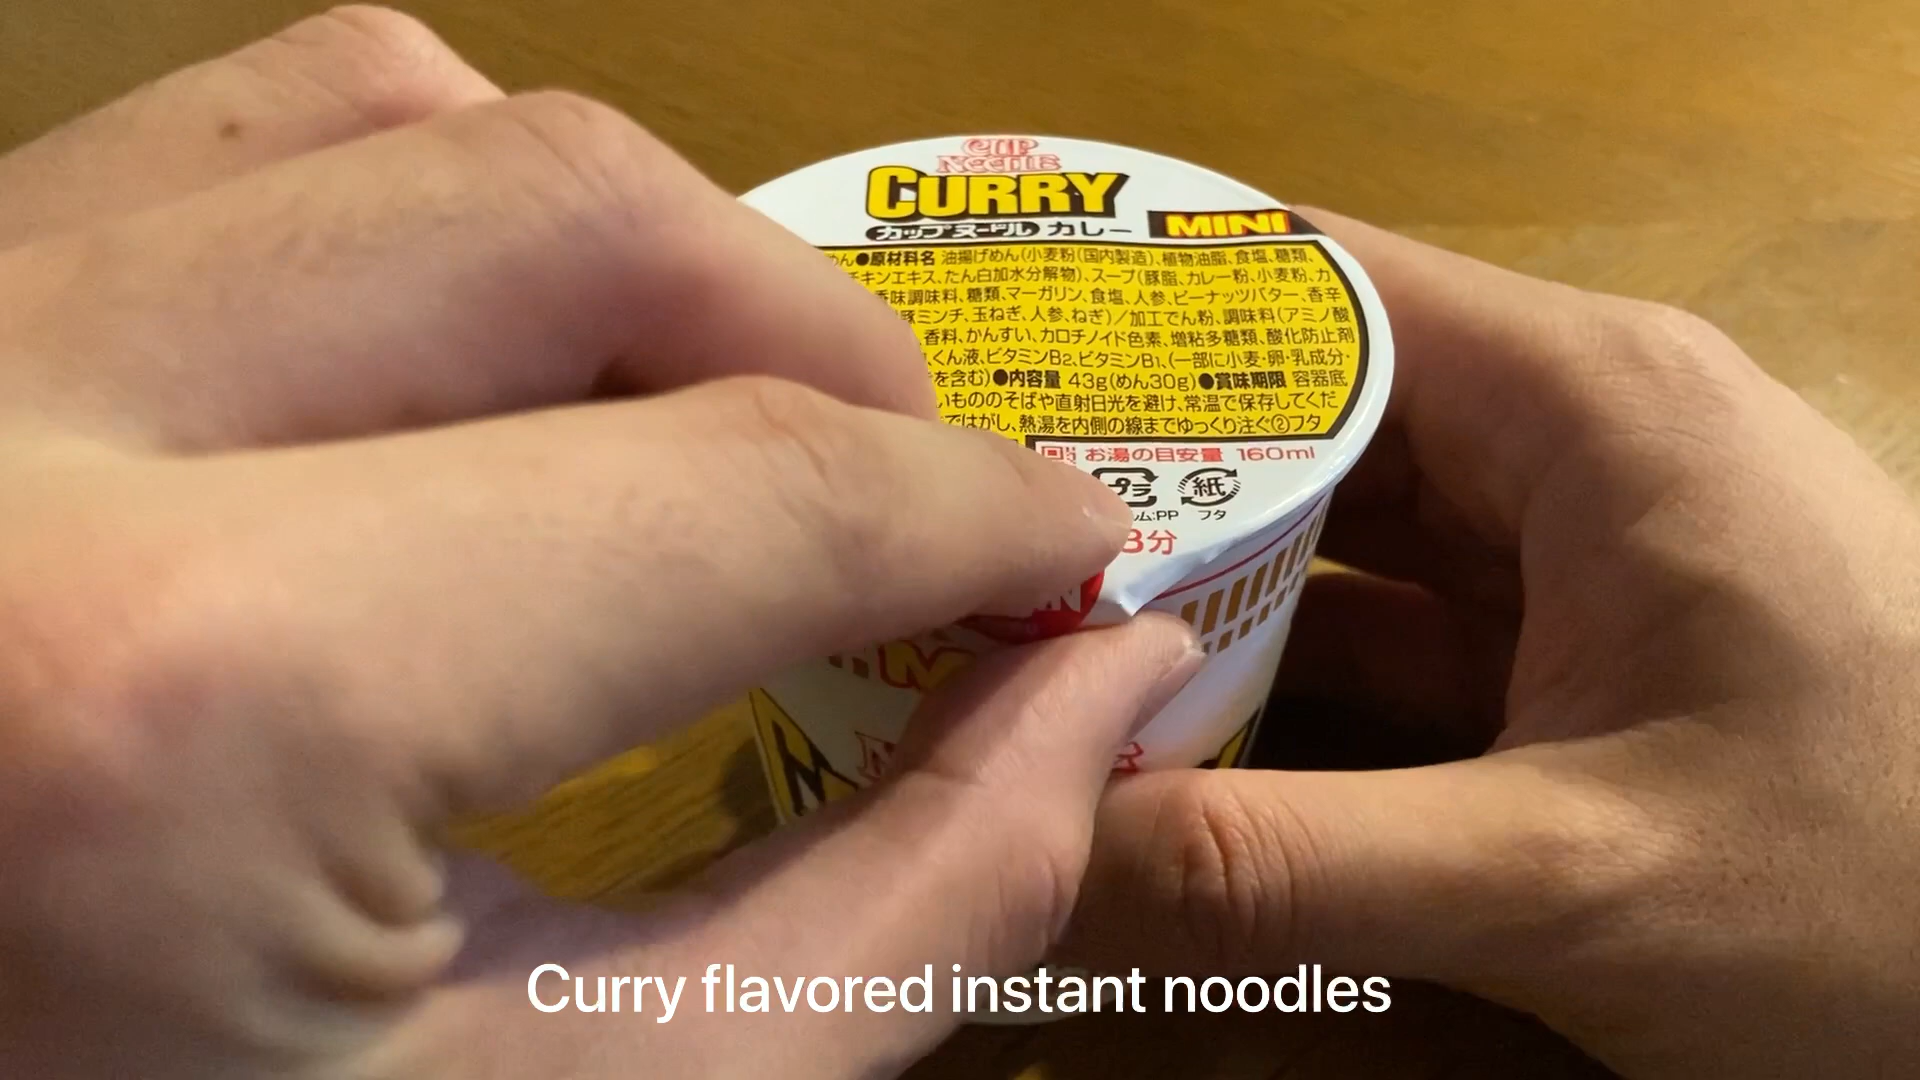 CUP
NOODLE
CURRY
カップヌードル カレー
MINI
めん●原材料名 油揚げめん(小麦粉(国内製造)、植物油脂、食塩、糖類、
チキンエキス、たん白加水分解物)、スープ(豚脂、カレー粉、小麦粉、カ
香味調味料、糖類、マーガリン、食塩、人参、ピーナッツバター、香辛
豚ミンチ、玉ねぎ、人参、ねぎ)/加工でん粉、調味料(アミノ酸
香料、かんすい、カロチノイド色素、増粘多糖類、酸化防止剤
くん液、ビタミンB2、ビタミンB1、(一部に小麦・卵・乳成分・
を含む)●内容量 43g(めん30g)●賞味期限 容器底
いもののそばや直射日光を避け、常温で保存してくだ
ではがし、熱湯を内側の線までゆっくり注ぐ②フタ
お湯の目安量 160ml
プラ 紙
ム:PP フタ
3分
Curry flavored instant noodles